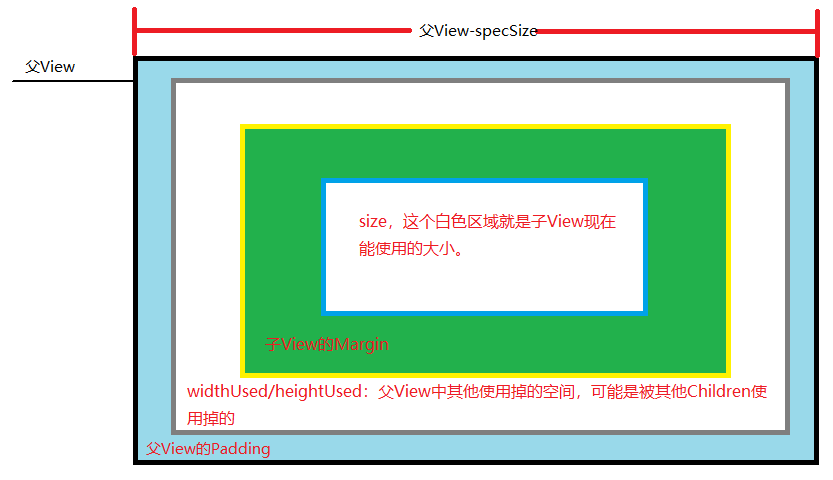 父View-specSize
父View
size，这个白色区域就是子View现在
能使用的大小。
子View的Margin
widthUsed/heightUsed：父View中其他使用掉的空间，可能是被其他Children使
用掉的
父View的Padding